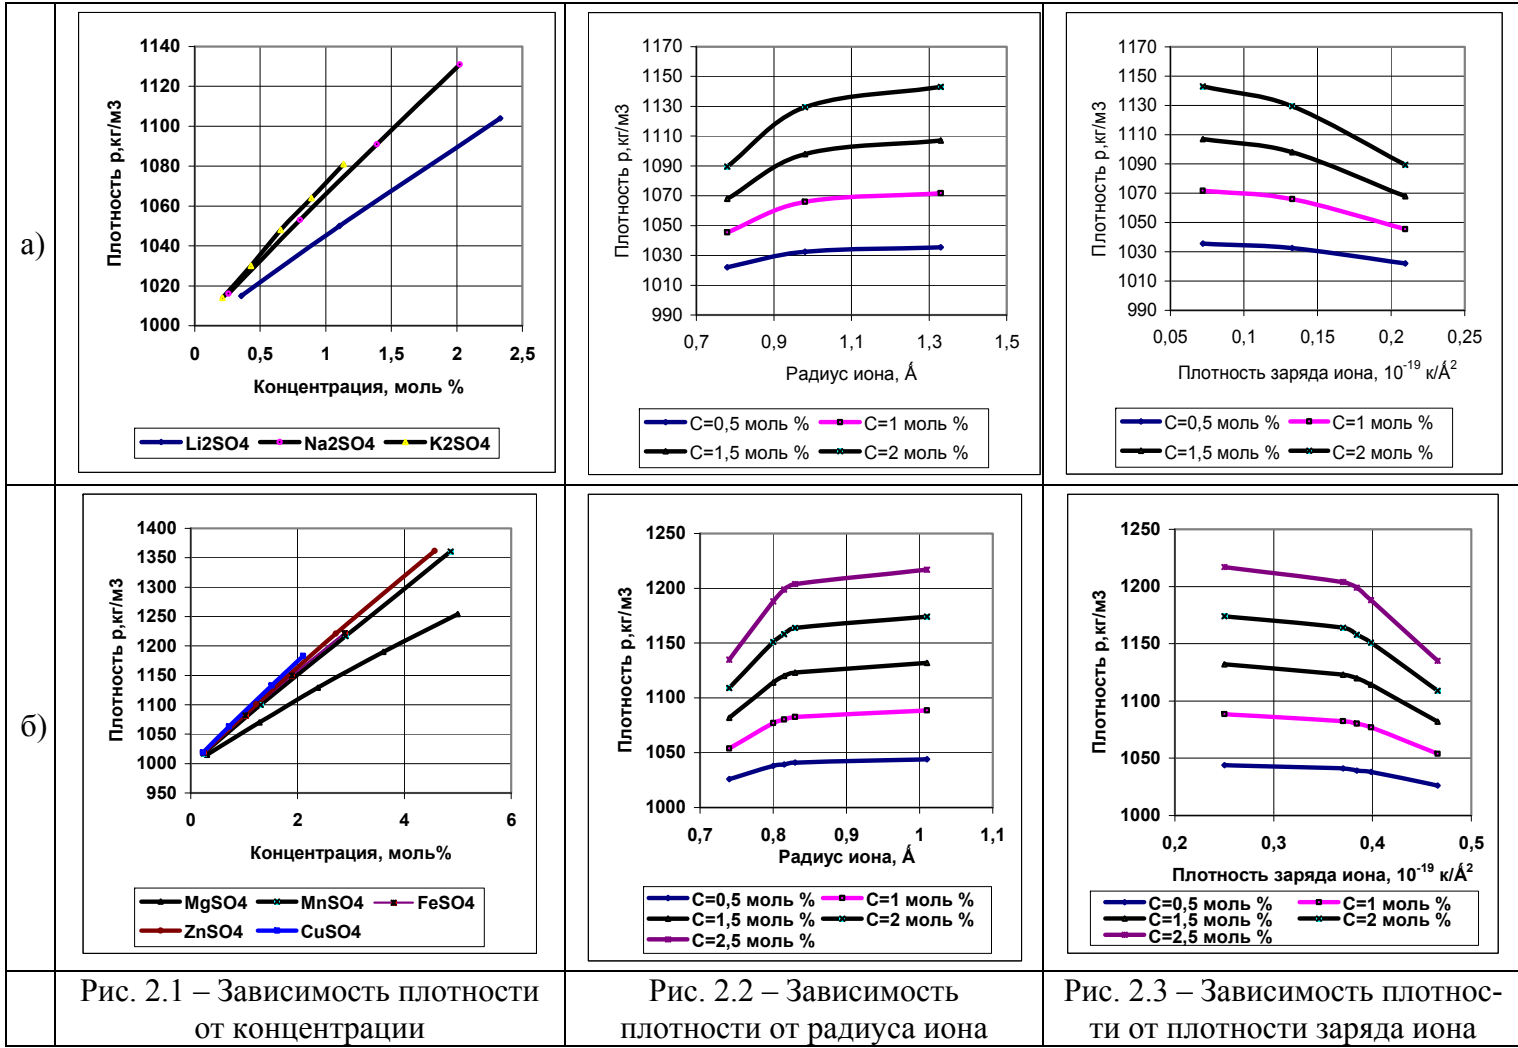 а)
1140
1120
1100
1080
1060
1040
1020
1000
0 0,5 1 1,5 2 2,5
Плотность p,кг/м3
Концентрация, моль %
Li2SO4 Na2SO4 K2SO4
1170
1150
1130
1110
1090
1070
1050
1030
1010
990
0,7 0,9 1,1 1,3 1,5
Плотность p,кг/м3
Радиус иона, Ǻ
C=0,5 моль % C=1 моль %
C=1,5 моль % C=2 моль %
1170
1150
1130
1110
1090
1070
1050
1030
1010
990
0,05 0,1 0,15 0,2 0,25
Плотность p,кг/м3
Плотность заряда иона, 10⁻¹⁹ к/Ǻ²
C=0,5 моль % C=1 моль %
C=1,5 моль % C=2 моль %
б)
1400
1350
1300
1250
1200
1150
1100
1050
1000
950
0 2 4 6
Плотность p,кг/м3
Концентрация, моль%
MgSO4 MnSO4 FeSO4
ZnSO4 CuSO4
1250
1200
1150
1100
1050
1000
0,7 0,8 0,9 1 1,1
Плотность p,кг/м3
Радиус иона, Ǻ
C=0,5 моль % C=1 моль %
C=1,5 моль % C=2 моль %
C=2,5 моль %
1250
1200
1150
1100
1050
1000
0,2 0,3 0,4 0,5
Плотность p,кг/м3
Плотность заряда иона, 10⁻¹⁹ к/Ǻ²
C=0,5 моль % C=1 моль %
C=1,5 моль % C=2 моль %
C=2,5 моль %
Рис. 2.1 – Зависимость плотности
от концентрации
Рис. 2.2 – Зависимость
плотности от радиуса иона
Рис. 2.3 – Зависимость плотнос-
ти от плотности заряда иона